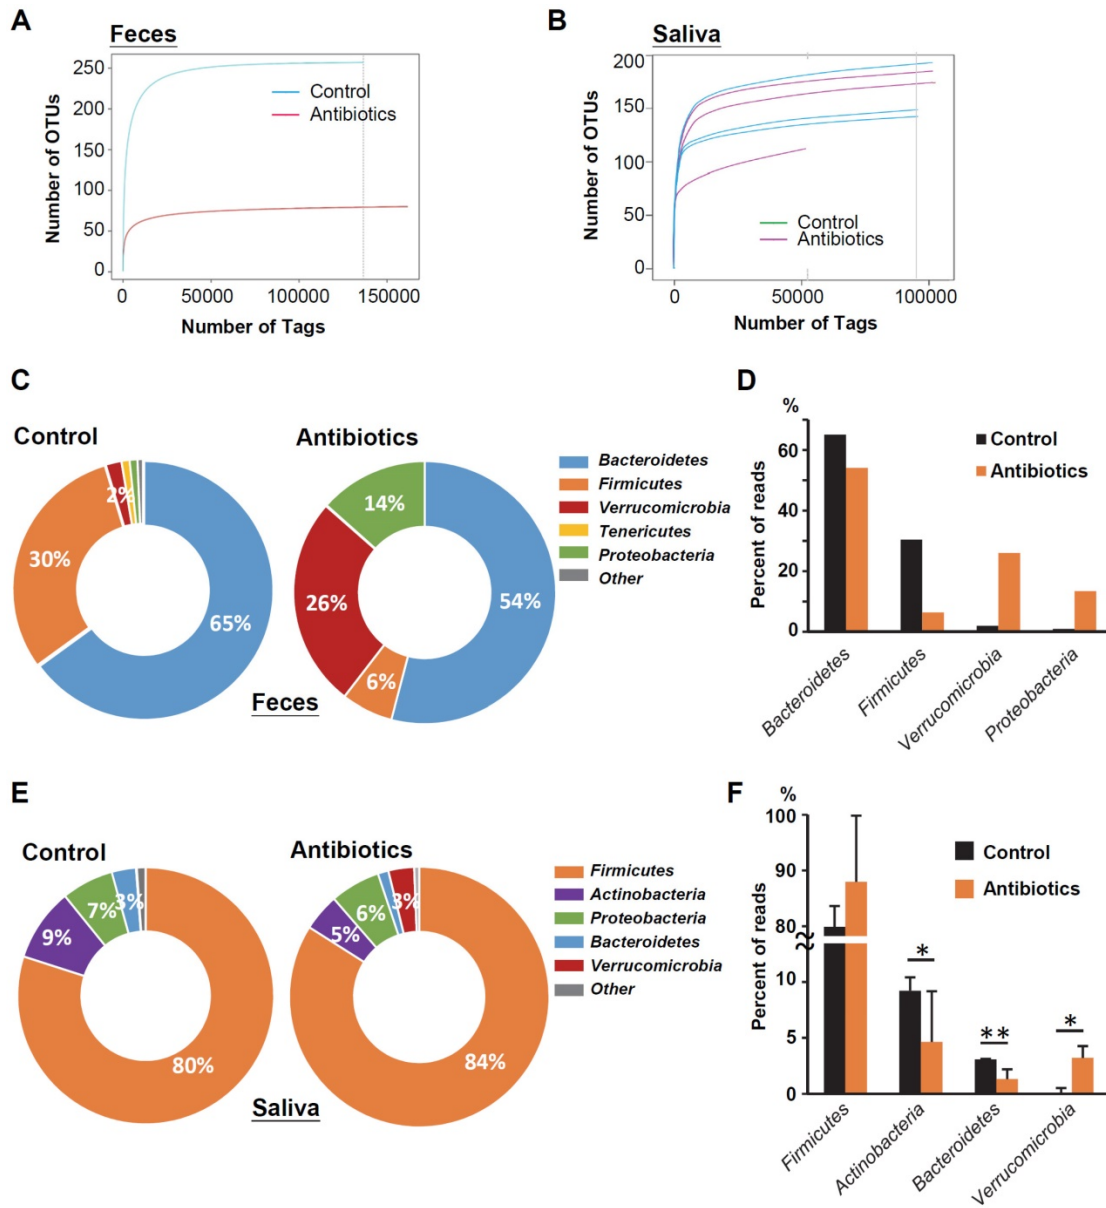 A
Feces
Number of OTUs
250
200
150
100
50
0
Control
Antibiotics
0 50000 100000 150000
Number of Tags
B
Saliva
Number of OTUs
200
150
100
50
0
Control
Antibiotics
0 50000 100000
Number of Tags
C
Control
2%
30%
65%
Antibiotics
14%
26%
54%
6%
Feces
Bacteroidetes
Firmicutes
Verrucomicrobia
Tenericutes
Proteobacteria
Other
D
%
Percent of reads
60
40
20
0
Control
Antibiotics
Bacteroidetes
Firmicutes
Verrucomicrobia
Proteobacteria
E
Control
3%
7%
9%
80%
Antibiotics
3%
6%
5%
84%
Saliva
Firmicutes
Actinobacteria
Proteobacteria
Bacteroidetes
Verrucomicrobia
Other
F
%
Percent of reads
100
90
80
10
5
0
Control
Antibiotics
*
**
*
Firmicutes
Actinobacteria
Bacteroidetes
Verrucomicrobia